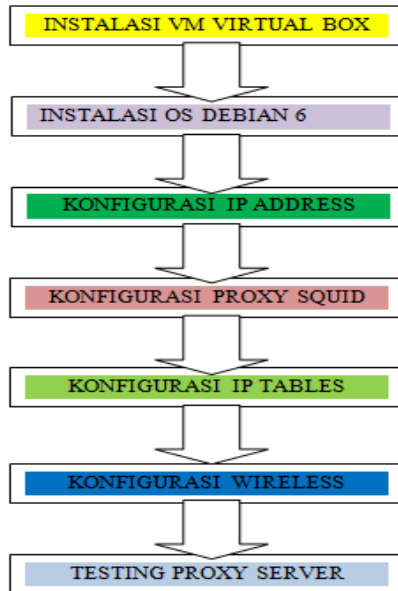 INSTALASI VM VIRTUAL BOX
INSTALASI OS DEBIAN 6
KONFIGURASI IP ADDRESS
KONFIGURASI PROXY SQUID
KONFIGURASI IP TABLES
KONFIGURASI WIRELESS
TESTING PROXY SERVER